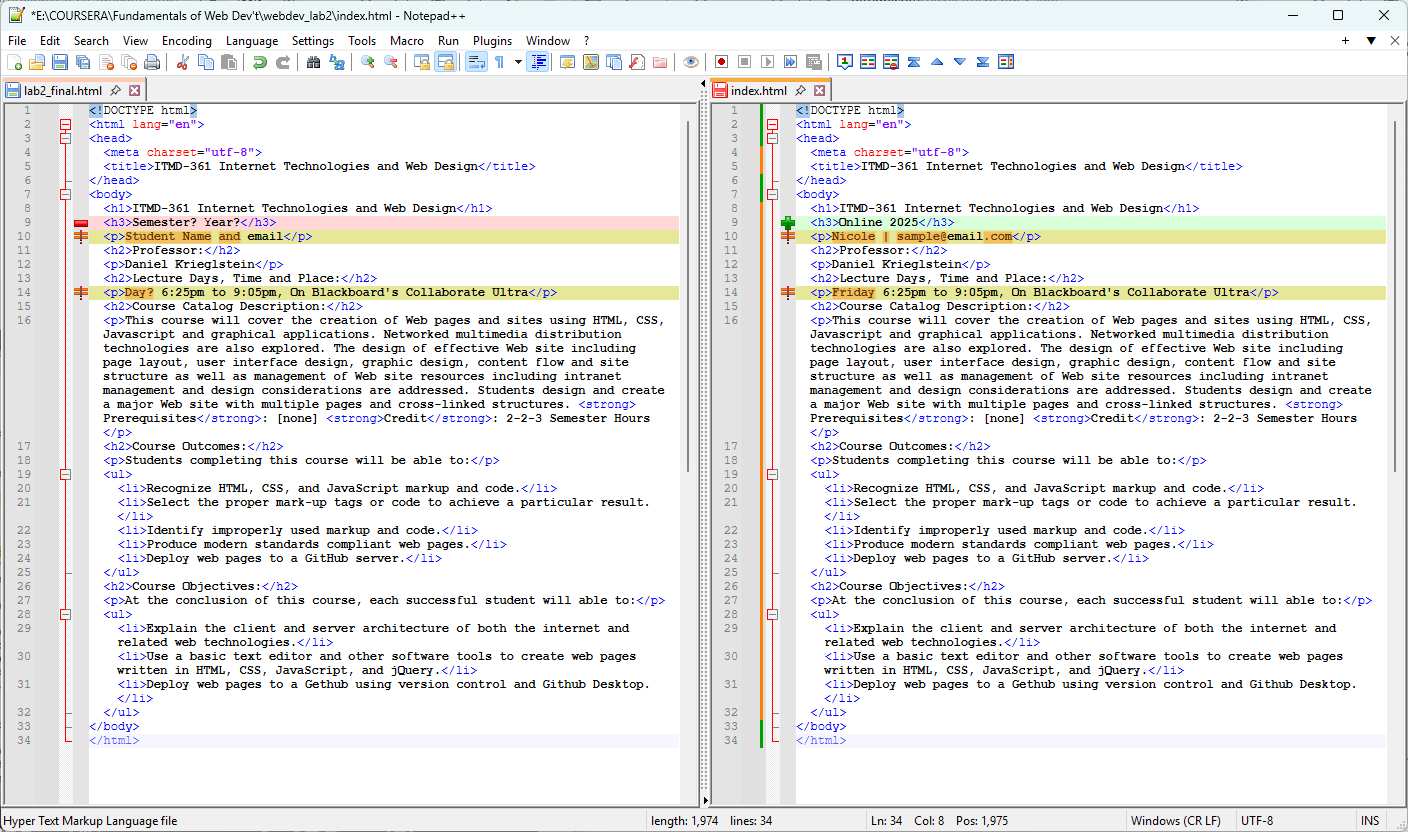 *E:\COURSERA\Fundamentals of Web Dev't\webdev_lab2\index.html - Notepad++
File Edit Search View Encoding Language Settings Tools Macro Run Plugins Window ?
lab2_final.html
1 <!DOCTYPE html>
2 <html lang="en">
3 <head>
4 <meta charset="utf-8">
5 <title>ITMD-361 Internet Technologies and Web Design</title>
6 </head>
7 <body>
8 <h1>ITMD-361 Internet Technologies and Web Design</h1>
9 <h3>Semester? Year?</h3>
10 <p>Student Name and email</p>
11 <h2>Professor:</h2>
12 <p>Daniel Krieglstein</p>
13 <h2>Lecture Days, Time and Place:</h2>
14 <p>Day? 6:25pm to 9:05pm, On Blackboard's Collaborate Ultra</p>
15 <h2>Course Catalog Description:</h2>
16 <p>This course will cover the creation of Web pages and sites using HTML, CSS,
Javascript and graphical applications. Networked multimedia distribution
technologies are also explored. The design of effective Web site including
page layout, user interface design, graphic design, content flow and site
structure as well as management of Web site resources including intranet
management and design considerations are addressed. Students design and create
a major Web site with multiple pages and cross-linked structures. <strong>
Prerequisites</strong>: [none] <strong>Credit</strong>: 2-2-3 Semester Hours
</p>
17 <h2>Course Outcomes:</h2>
18 <p>Students completing this course will be able to:</p>
19 <ul>
20 <li>Recognize HTML, CSS, and JavaScript markup and code.</li>
21 <li>Select the proper mark-up tags or code to achieve a particular result.
</li>
22 <li>Identify improperly used markup and code.</li>
23 <li>Produce modern standards compliant web pages.</li>
24 <li>Deploy web pages to a GitHub server.</li>
25 </ul>
26 <h2>Course Objectives:</h2>
27 <p>At the conclusion of this course, each successful student will able to:</p>
28 <ul>
29 <li>Explain the client and server architecture of both the internet and
related web technologies.</li>
30 <li>Use a basic text editor and other software tools to create web pages
written in HTML, CSS, JavaScript, and jQuery.</li>
31 <li>Deploy web pages to a Gethub using version control and Github Desktop.
</li>
32 </ul>
33 </body>
34 </html>
index.html
1 <!DOCTYPE html>
2 <html lang="en">
3 <head>
4 <meta charset="utf-8">
5 <title>ITMD-361 Internet Technologies and Web Design</title>
6 </head>
7 <body>
8 <h1>ITMD-361 Internet Technologies and Web Design</h1>
9 <h3>Online 2025</h3>
10 <p>Nicole | sample@email.com</p>
11 <h2>Professor:</h2>
12 <p>Daniel Krieglstein</p>
13 <h2>Lecture Days, Time and Place:</h2>
14 <p>Friday 6:25pm to 9:05pm, On Blackboard's Collaborate Ultra</p>
15 <h2>Course Catalog Description:</h2>
16 <p>This course will cover the creation of Web pages and sites using HTML, CSS,
Javascript and graphical applications. Networked multimedia distribution
technologies are also explored. The design of effective Web site including
page layout, user interface design, graphic design, content flow and site
structure as well as management of Web site resources including intranet
management and design considerations are addressed. Students design and create
a major Web site with multiple pages and cross-linked structures. <strong>
Prerequisites</strong>: [none] <strong>Credit</strong>: 2-2-3 Semester Hours
</p>
17 <h2>Course Outcomes:</h2>
18 <p>Students completing this course will be able to:</p>
19 <ul>
20 <li>Recognize HTML, CSS, and JavaScript markup and code.</li>
21 <li>Select the proper mark-up tags or code to achieve a particular result.
</li>
22 <li>Identify improperly used markup and code.</li>
23 <li>Produce modern standards compliant web pages.</li>
24 <li>Deploy web pages to a GitHub server.</li>
25 </ul>
26 <h2>Course Objectives:</h2>
27 <p>At the conclusion of this course, each successful student will able to:</p>
28 <ul>
29 <li>Explain the client and server architecture of both the internet and
related web technologies.</li>
30 <li>Use a basic text editor and other software tools to create web pages
written in HTML, CSS, JavaScript, and jQuery.</li>
31 <li>Deploy web pages to a Gethub using version control and Github Desktop.
</li>
32 </ul>
33 </body>
34 </html>
Hyper Text Markup Language file length: 1,974 lines: 34 Ln: 34 Col: 8 Pos: 1,975 Windows (CR LF) UTF-8 INS